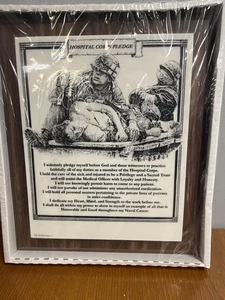 HOSPITAL CORPS PLEDGE
I solemnly pledge myself before God and these witnesses to practice
faithfully all of my duties as a member of the Hospital Corps.
I hold the care of the sick and injured to be a Privilege and a Sacred Trust
and will assist the Medical Officer with Loyalty and Honesty.
I will not knowingly permit harm to come to any patient.
I will not partake of nor administer any unauthorized medication.
I will hold all personal matters pertaining to the private lives of patients
in strict confidence.
I dedicate my Heart, Mind, and Strength to the work before me.
I shall do all within my power to show in myself an example of all that is
Honorable and Good throughout my Naval Career.